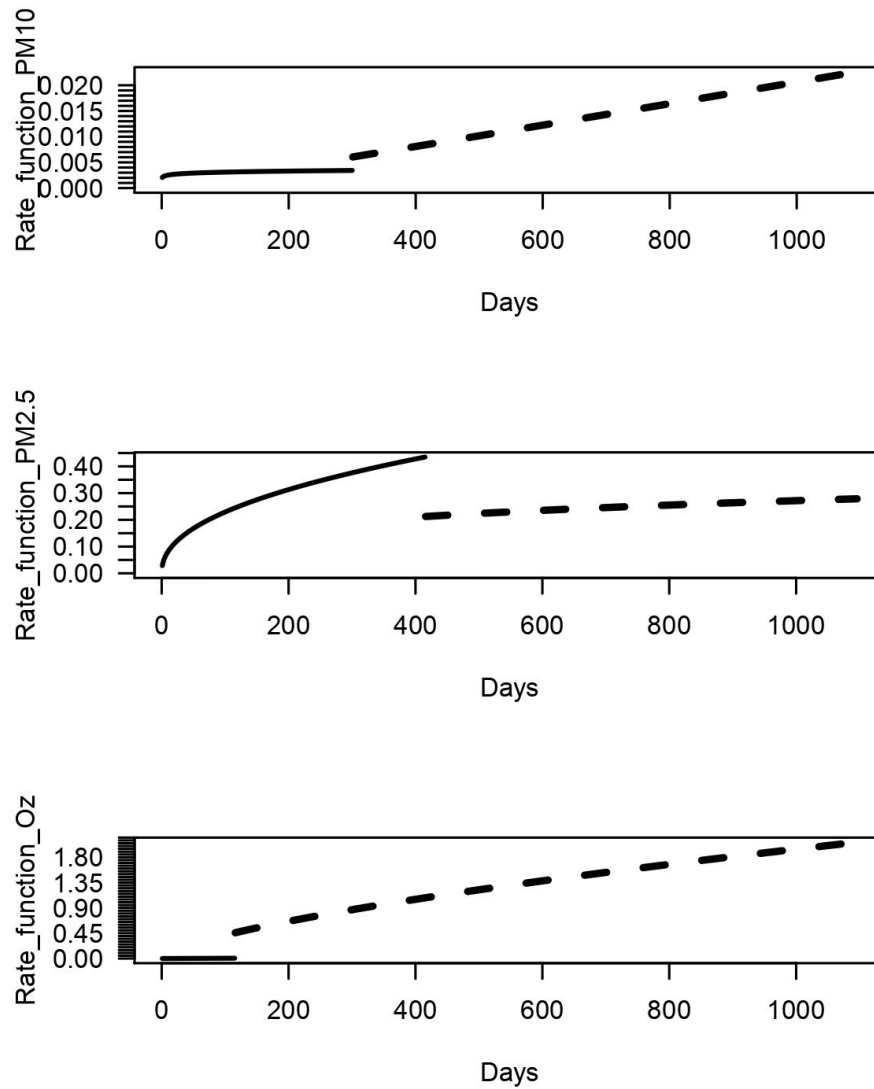 Rate_function_PM10
0.020
0.015
0.010
0.005
0.000
0 200 400 600 800 1000
Days
Rate_function_PM2.5
0.40
0.30
0.20
0.10
0.00
0 200 400 600 800 1000
Days
Rate_function_Oz
1.80
1.35
0.90
0.45
0.00
0 200 400 600 800 1000
Days